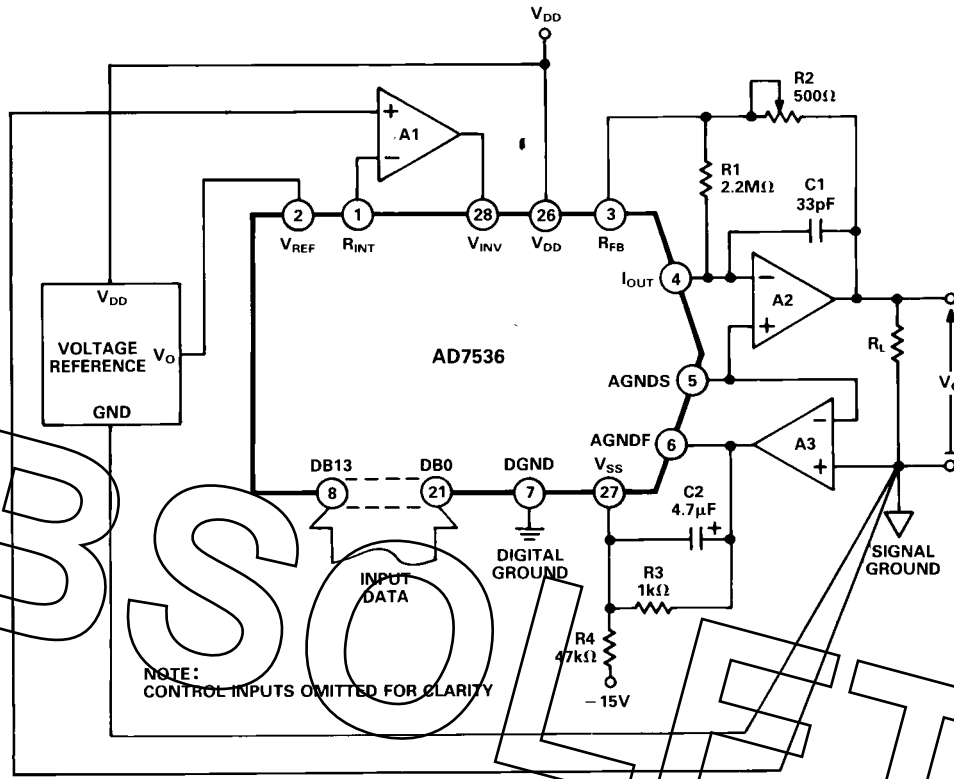 VDD
R2
500Ω
+
A1
−
R1
2.2MΩ
C1
33pF
2
1
28
26
3
VREF
RINT
VINV
VDD
RFB
IOUT
4
−
A2
+
VDD
VOLTAGE
REFERENCE
VO
GND
AD7536
RL
AGNDS
5
AGNDF
6
−
A3
+
DB13
DB0
DGND
VSS
8
21
7
27
C2
4.7μF
+
DIGITAL
GROUND
SIGNAL
GROUND
INPUT
DATA
R3
1kΩ
R4
47kΩ
−15V
NOTE:
CONTROL INPUTS OMITTED FOR CLARITY
BSOLET